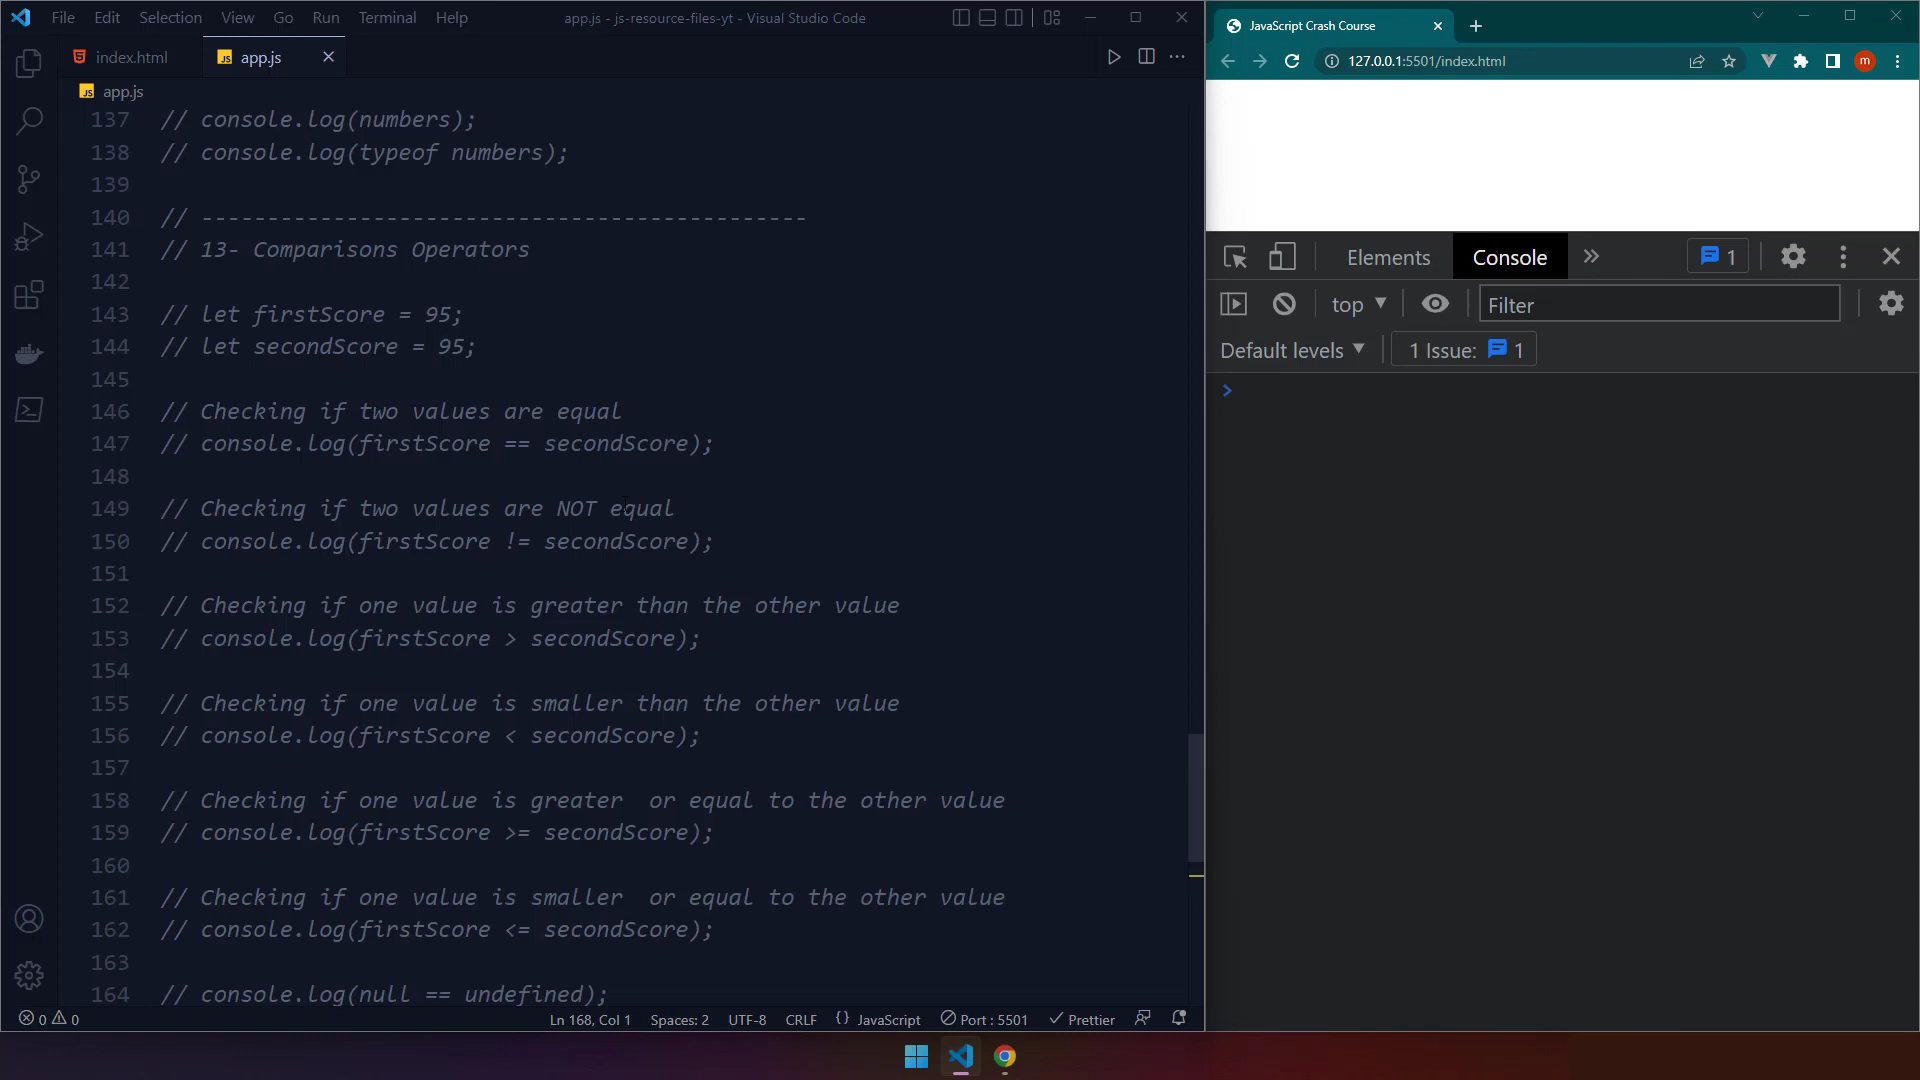 File Edit Selection View Go Run Terminal Help
app.js - js-resource-files-yt - Visual Studio Code
index.html
JS app.js
JS app.js
137 // console.log(numbers);
138 // console.log(typeof numbers);
139
140 // ----------------------------------------------
141 // 13- Comparisons Operators
142
143 // let firstScore = 95;
144 // let secondScore = 95;
145
146 // Checking if two values are equal
147 // console.log(firstScore == secondScore);
148
149 // Checking if two values are NOT equal
150 // console.log(firstScore != secondScore);
151
152 // Checking if one value is greater than the other value
153 // console.log(firstScore > secondScore);
154
155 // Checking if one value is smaller than the other value
156 // console.log(firstScore < secondScore);
157
158 // Checking if one value is greater  or equal to the other value
159 // console.log(firstScore >= secondScore);
160
161 // Checking if one value is smaller  or equal to the other value
162 // console.log(firstScore <= secondScore);
163
164 // console.log(null == undefined);
0 0
Ln 168, Col 1 Spaces: 2 UTF-8 CRLF {} JavaScript Port : 5501 Prettier
JavaScript Crash Course
127.0.0.1:5501/index.html
m
Elements Console » 1
top Filter
Default levels 1 Issue: 1
>